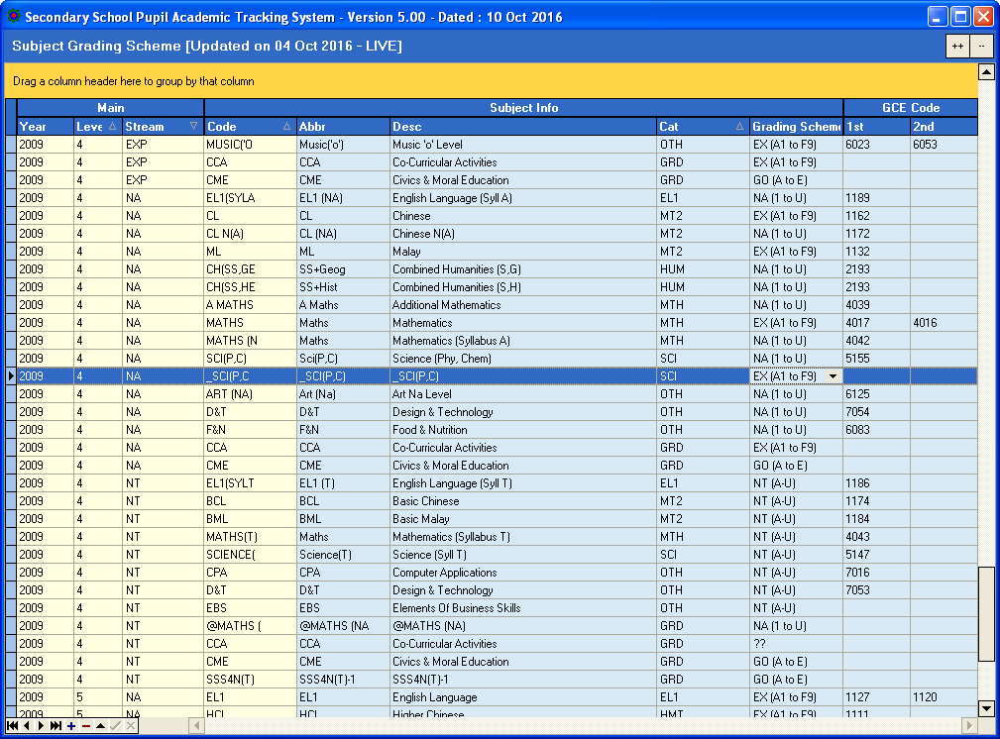 Secondary School Pupil Academic Tracking System - Version 5.00 - Dated : 10 Oct 2016
Subject Grading Scheme [Updated on 04 Oct 2016 - LIVE]
++ --
Drag a column header here to group by that column
Main Subject Info GCE Code
Year Leve Stream Code Abbr Desc Cat Grading Scheme 1st 2nd
2009 4 EXP MUSIC('O Music('o') Music 'o' Level OTH EX (A1 to F9) 6023 6053
2009 4 EXP CCA CCA Co-Curricular Activities GRD EX (A1 to F9)
2009 4 EXP CME CME Civics & Moral Education GRD GO (A to E)
2009 4 NA EL1(SYLA EL1 (NA) English Language (Syll A) EL1 NA (1 to U) 1189
2009 4 NA CL CL Chinese MT2 EX (A1 to F9) 1162
2009 4 NA CL N(A) CL (NA) Chinese N(A) MT2 NA (1 to U) 1172
2009 4 NA ML ML Malay MT2 EX (A1 to F9) 1132
2009 4 NA CH(SS,GE SS+Geog Combined Humanities (S,G) HUM NA (1 to U) 2193
2009 4 NA CH(SS,HE SS+Hist Combined Humanities (S,H) HUM NA (1 to U) 2193
2009 4 NA A MATHS A Maths Additional Mathematics MTH NA (1 to U) 4039
2009 4 NA MATHS Maths Mathematics MTH EX (A1 to F9) 4017 4016
2009 4 NA MATHS (N Maths Mathematics (Syllabus A) MTH NA (1 to U) 4042
2009 4 NA SCI(P,C) Sci(P,C) Science (Phy, Chem) SCI NA (1 to U) 5155
2009 4 NA _SCI(P,C _SCI(P,C) _SCI(P,C) SCI EX (A1 to F9)
2009 4 NA ART (NA) Art (Na) Art Na Level OTH NA (1 to U) 6125
2009 4 NA D&T D&T Design & Technology OTH NA (1 to U) 7054
2009 4 NA F&N F&N Food & Nutrition OTH NA (1 to U) 6083
2009 4 NA CCA CCA Co-Curricular Activities GRD EX (A1 to F9)
2009 4 NA CME CME Civics & Moral Education GRD GO (A to E)
2009 4 NT EL1(SYLT EL1 (T) English Language (Syll T) EL1 NT (A-U) 1186
2009 4 NT BCL BCL Basic Chinese MT2 NT (A-U) 1174
2009 4 NT BML BML Basic Malay MT2 NT (A-U) 1184
2009 4 NT MATHS(T) Maths Mathematics (Syllabus T) MTH NT (A-U) 4043
2009 4 NT SCIENCE( Science(T) Science (Syll T) SCI NT (A-U) 5147
2009 4 NT CPA CPA Computer Applications OTH NT (A-U) 7016
2009 4 NT D&T D&T Design & Technology OTH NT (A-U) 7053
2009 4 NT EBS EBS Elements Of Business Skills OTH NT (A-U)
2009 4 NT @MATHS ( @MATHS (NA @MATHS (NA) GRD NA (1 to U)
2009 4 NT CCA CCA Co-Curricular Activities GRD ??
2009 4 NT CME CME Civics & Moral Education GRD GO (A to E)
2009 4 NT SSS4N(T) SSS4N(T)-1 SSS4N(T)-1 GRD GO (A to E)
2009 5 NA EL1 EL1 English Language EL1 EX (A1 to F9) 1127 1120
2009 5 NA HCL HCL Higher Chinese HMT EX (A1 to F9) 1111